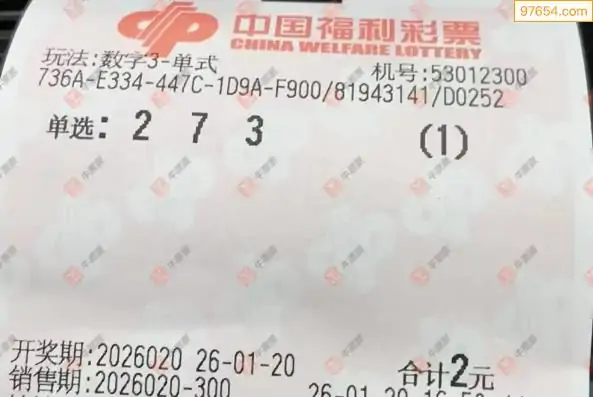 97654.com
中国福利彩票
CHINA WELFARE LOTTERY
玩法:数字3-单式 机号:53012300
736A-E334-447C-1D9A-F900/81943141/D0252
单选: 2 7 3 (1)
开奖期:2026020 26-01-20 合计2元
销售期:2026020-300